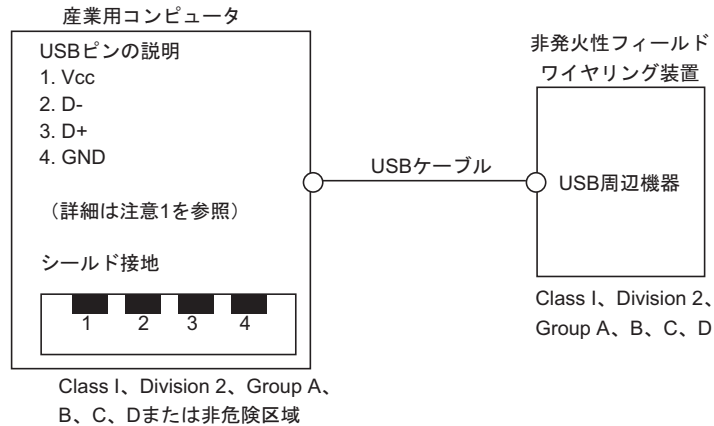 産業用コンピュータ
USBピンの説明
1. Vcc
2. D-
3. D+
4. GND
（詳細は注意1を参照）
シールド接地
1 2 3 4
Class I、Division 2、Group A、
B、C、Dまたは非危険区域
USBケーブル
非発火性フィールド
ワイヤリング装置
USB周辺機器
Class I、Division 2、
Group A、B、C、D